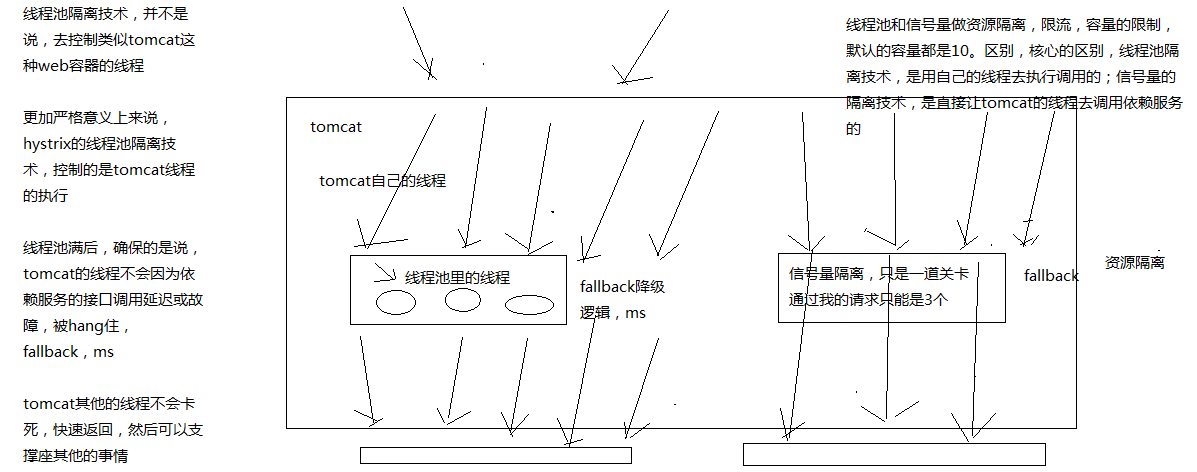 线程池隔离技术，并不是
说，去控制类似tomcat这
种web容器的线程
更加严格意义上来说，
hystrix的线程池隔离技
术，控制的是tomcat线程
的执行
线程池满后，确保的是说，
tomcat的线程不会因为依
赖服务的接口调用延迟或故
障，被hang住，
fallback，ms
tomcat其他的线程不会卡
死，快速返回，然后可以支
撑座其他的事情
tomcat
tomcat自己的线程
线程池里的线程
fallback降级
逻辑，ms
线程池和信号量做资源隔离，限流，容量的限制，
默认的容量都是10。区别，核心的区别，线程池隔
离技术，是用自己的线程去执行调用的；信号量的
隔离技术，是直接让tomcat的线程去调用依赖服务
的
信号量隔离，只是一道关卡
通过我的请求只能是3个
fallback
资源隔离